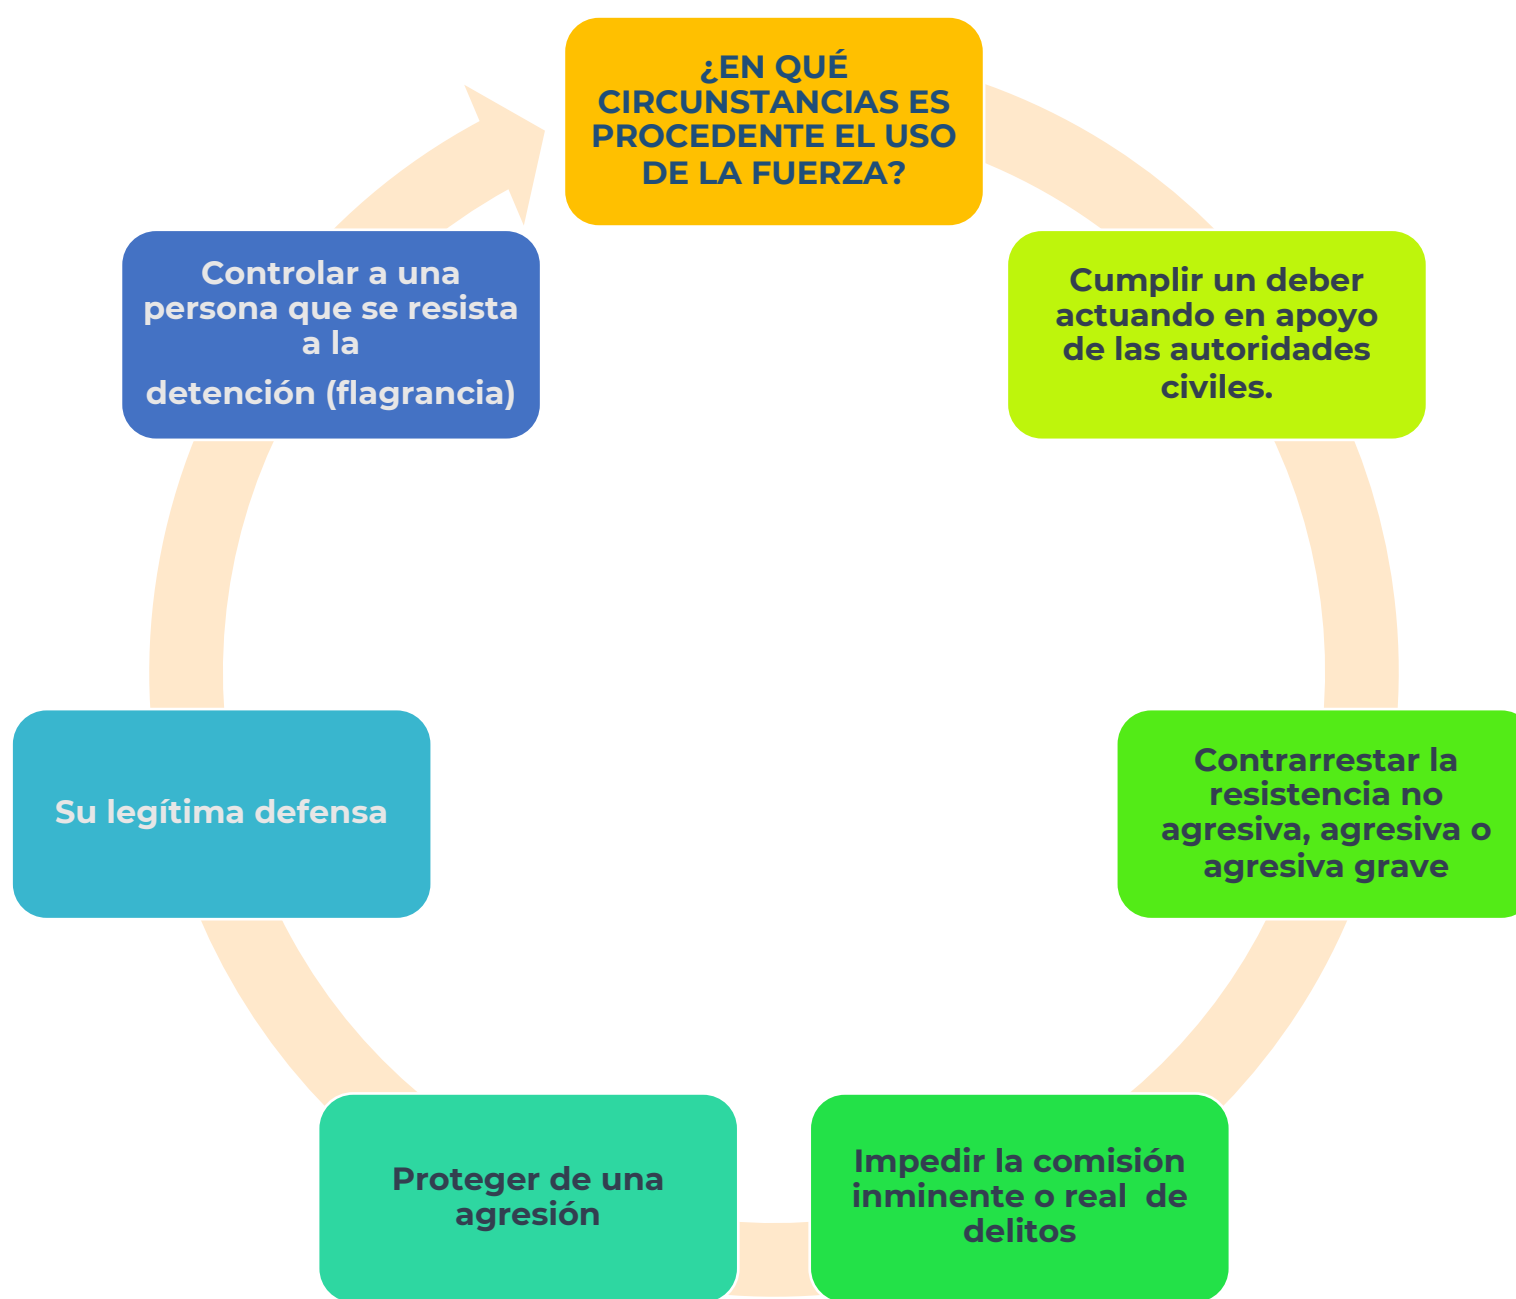 ¿EN QUÉ
CIRCUNSTANCIAS ES
PROCEDENTE EL USO
DE LA FUERZA?
Cumplir un deber
actuando en apoyo
de las autoridades
civiles.
Contrarrestar la
resistencia no
agresiva, agresiva o
agresiva grave
Impedir la comisión
inminente o real de
delitos
Proteger de una
agresión
Su legítima defensa
Controlar a una
persona que se resista
a la
detención (flagrancia)